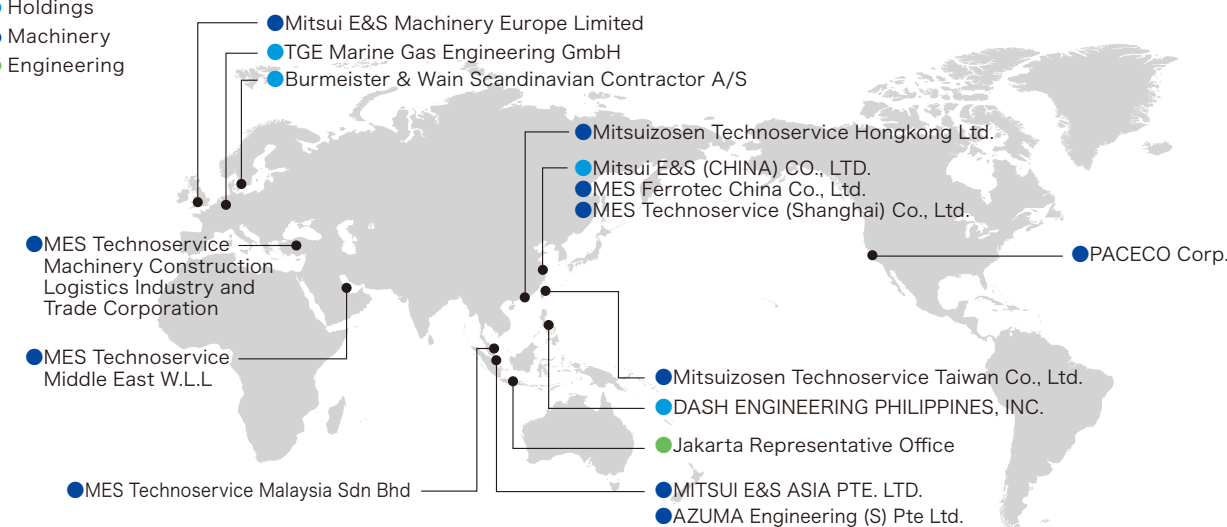 Holdings
Machinery
Engineering
Mitsui E&S Machinery Europe Limited
TGE Marine Gas Engineering GmbH
Burmeister & Wain Scandinavian Contractor A/S
Mitsuizosen Technoservice Hongkong Ltd.
Mitsui E&S (CHINA) CO., LTD.
MES Ferrotec China Co., Ltd.
MES Technoservice (Shanghai) Co., Ltd.
MES Technoservice
Machinery Construction
Logistics Industry and
Trade Corporation
PACECO Corp.
MES Technoservice
Middle East W.L.L
Mitsuizosen Technoservice Taiwan Co., Ltd.
DASH ENGINEERING PHILIPPINES, INC.
Jakarta Representative Office
MES Technoservice Malaysia Sdn Bhd
MITSUI E&S ASIA PTE. LTD.
AZUMA Engineering (S) Pte Ltd.